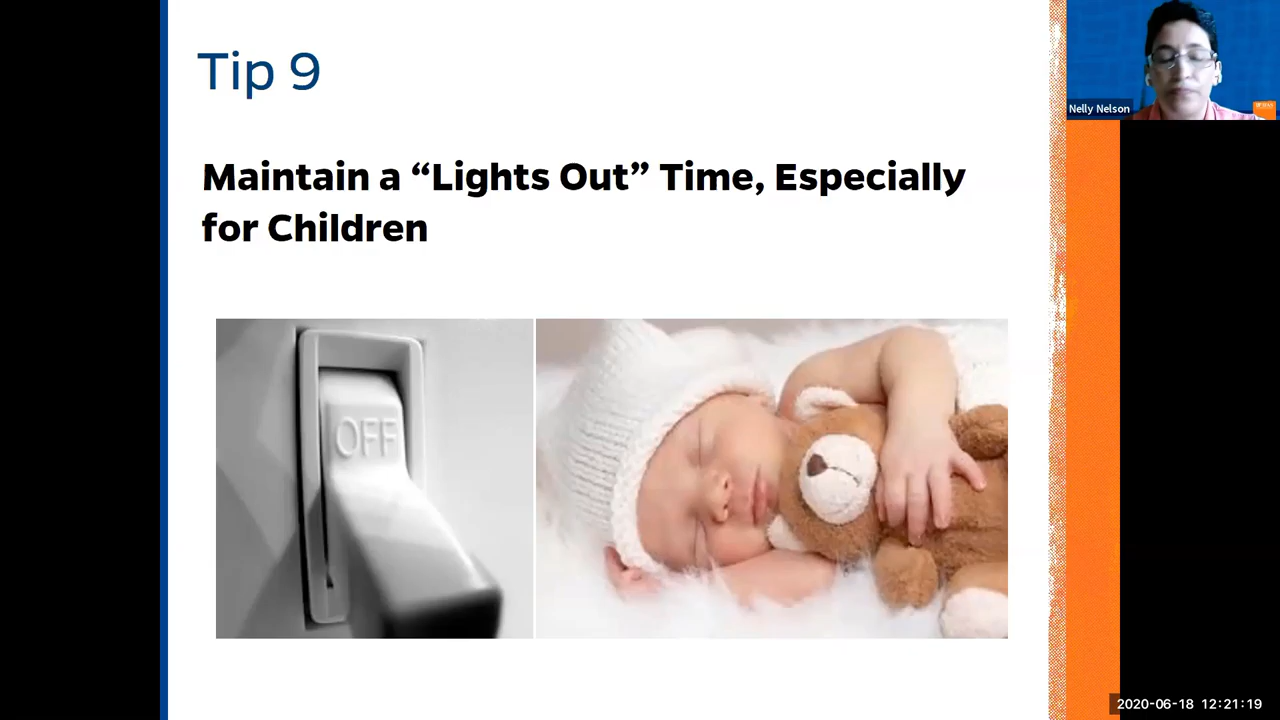 Tip 9
Maintain a “Lights Out” Time, Especially
for Children
OFF
Nelly Nelson
2020-06-18 12:21:19